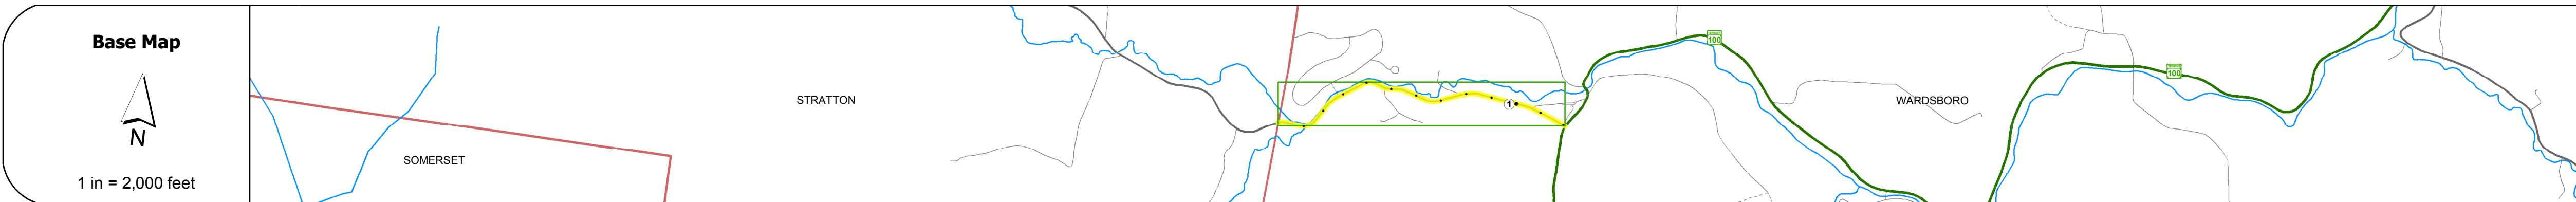 Base Map
N
1 in = 2,000 feet
SOMERSET
STRATTON
1
100
WARDSBORO
100